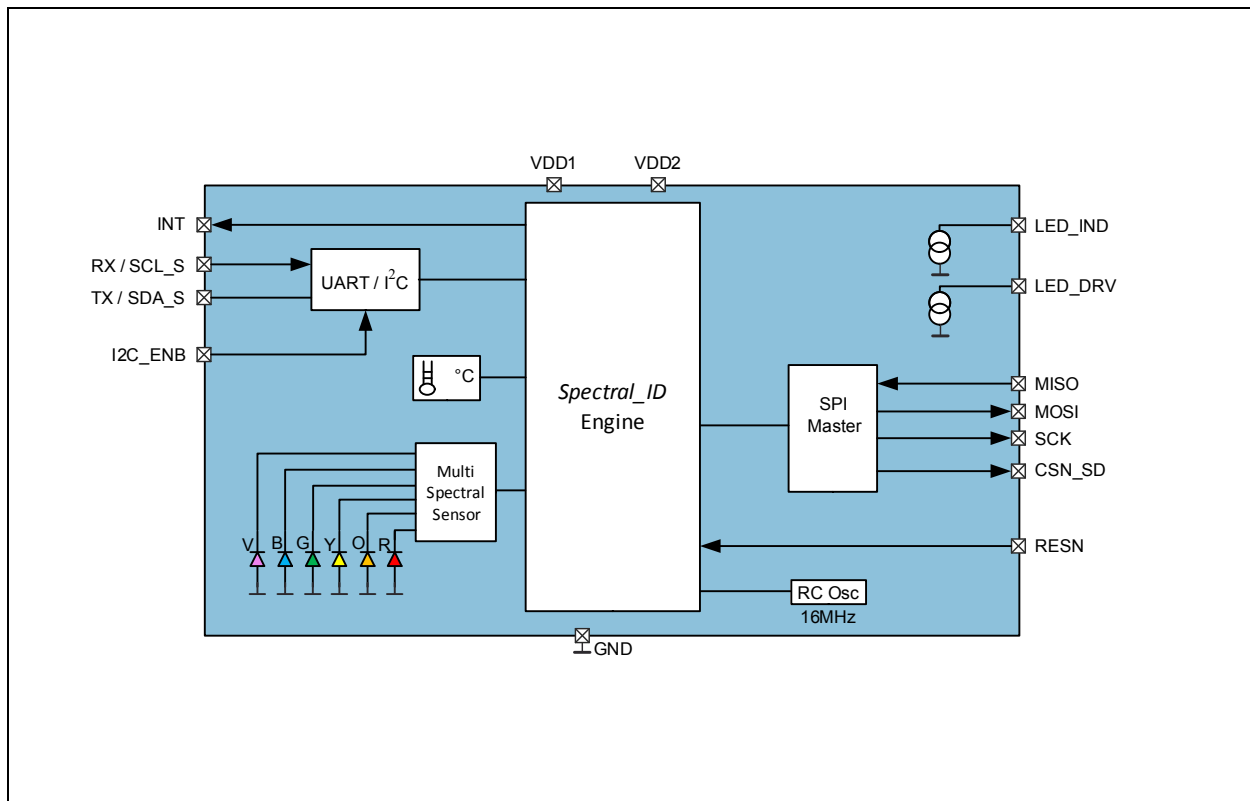 VDD1
VDD2
INT
RX / SCL_S
TX / SDA_S
I2C_ENB
UART / I²C
°C
Spectral_ID
Engine
Multi
Spectral
Sensor
V
B
G
Y
O
R
LED_IND
LED_DRV
SPI
Master
MISO
MOSI
SCK
CSN_SD
RESN
RC Osc
16MHz
GND